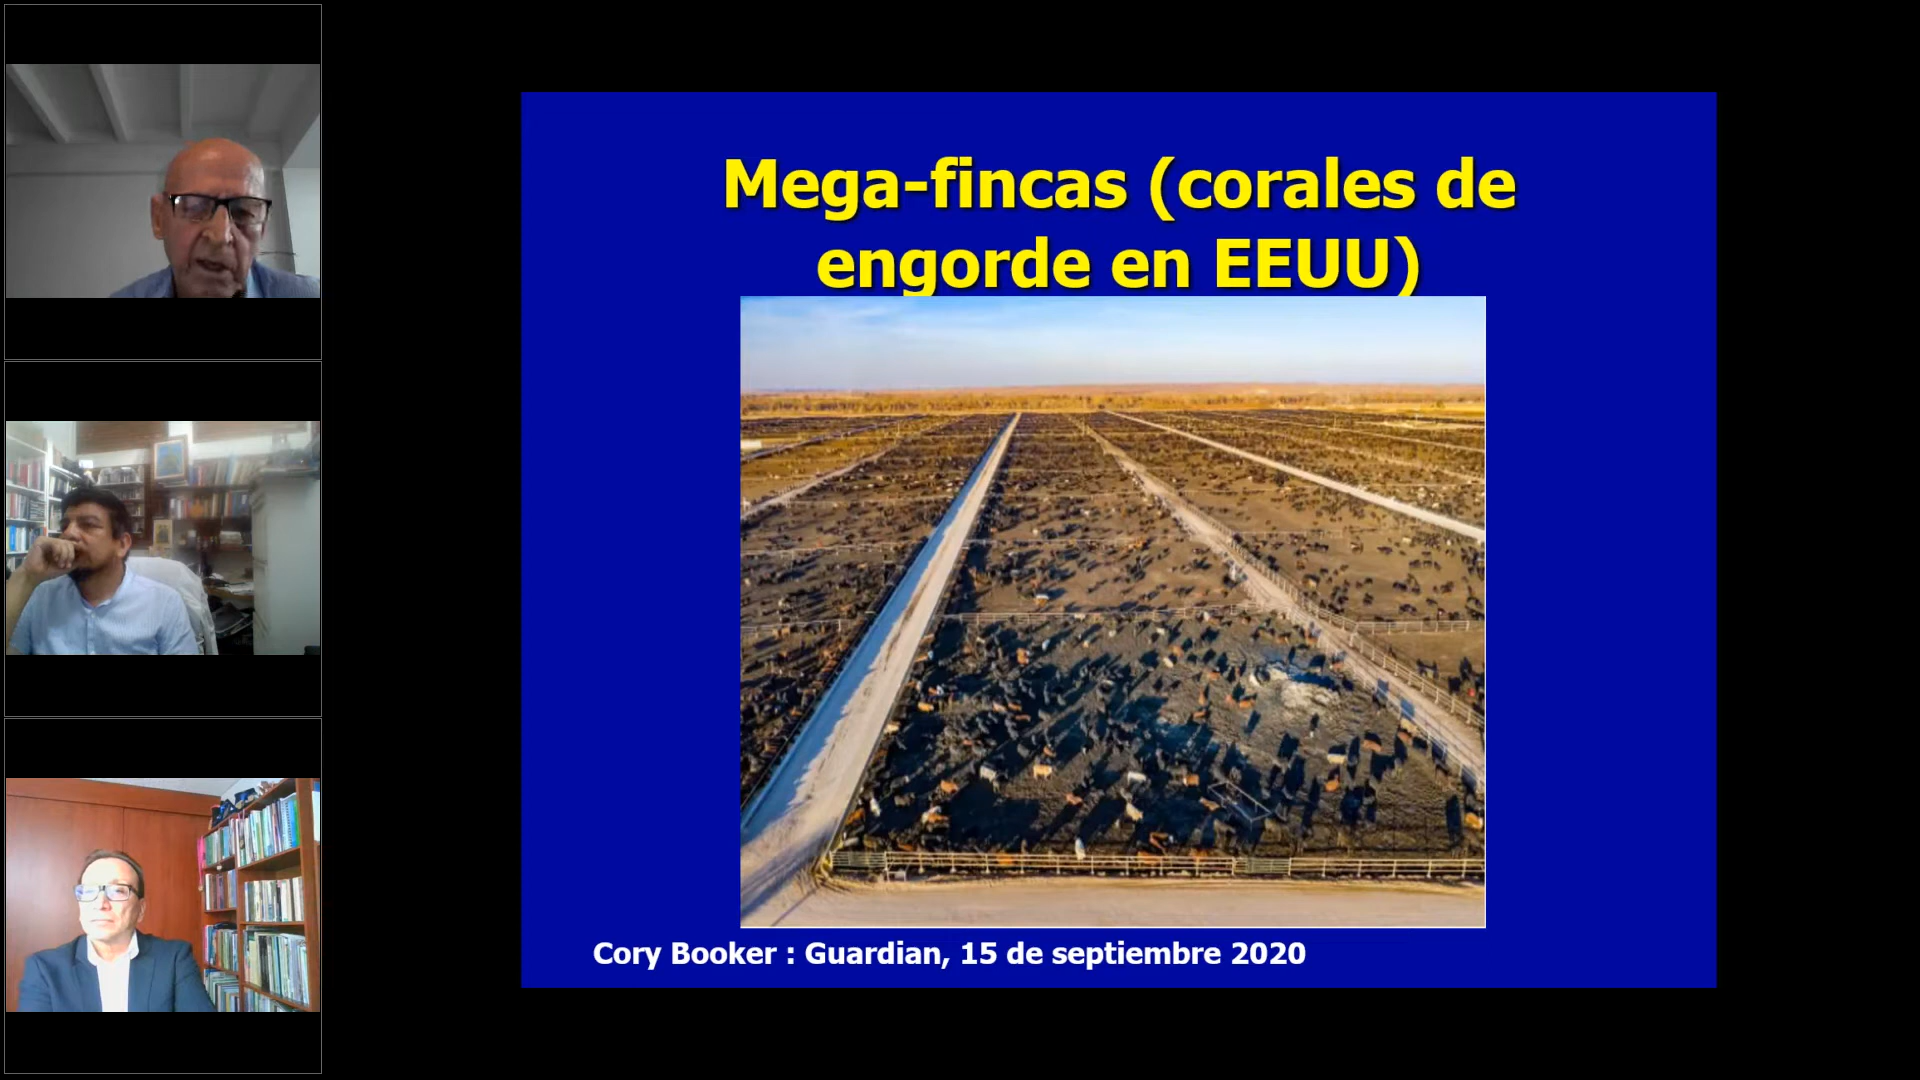 Mega-fincas (corales de
engorde en EEUU)
Cory Booker : Guardian, 15 de septiembre 2020